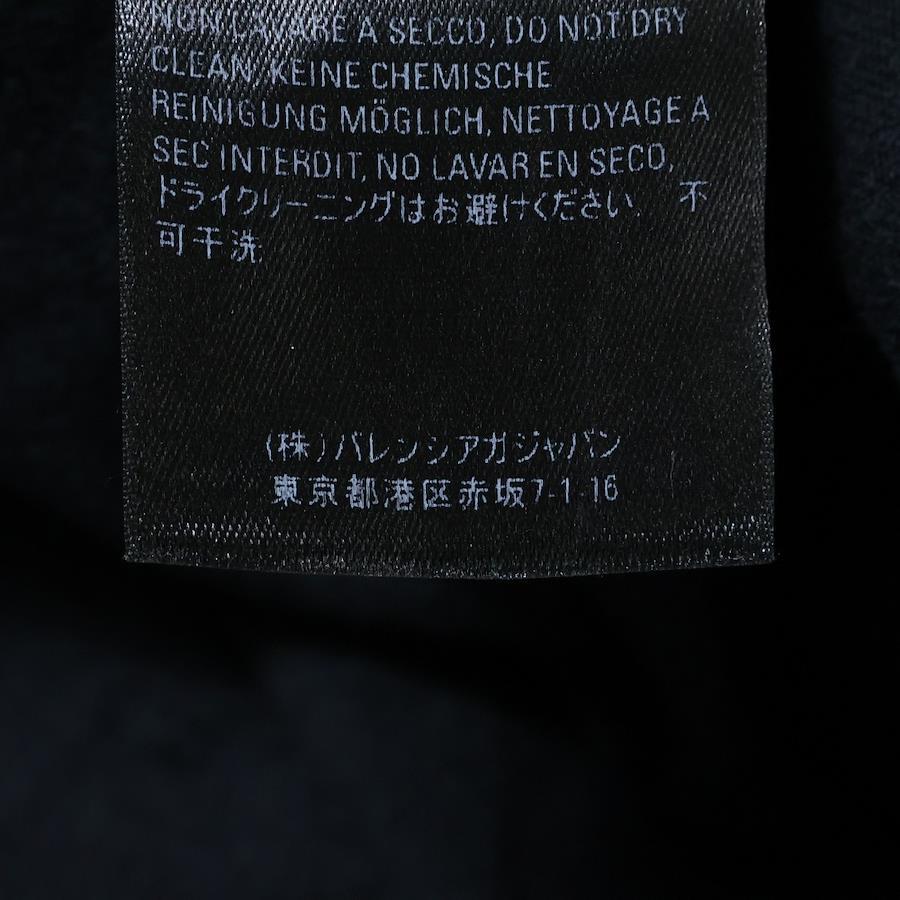 NON LAVARE A SECCO, DO NOT DRY
CLEAN, KEINE CHEMISCHE
REINIGUNG MÖGLICH, NETTOYAGE A
SEC INTERDIT, NO LAVAR EN SECO,
ドライクリーニングはお避けください, 不
可干洗
(株)バレンシアガジャパン
東京都港区赤坂7-1-16